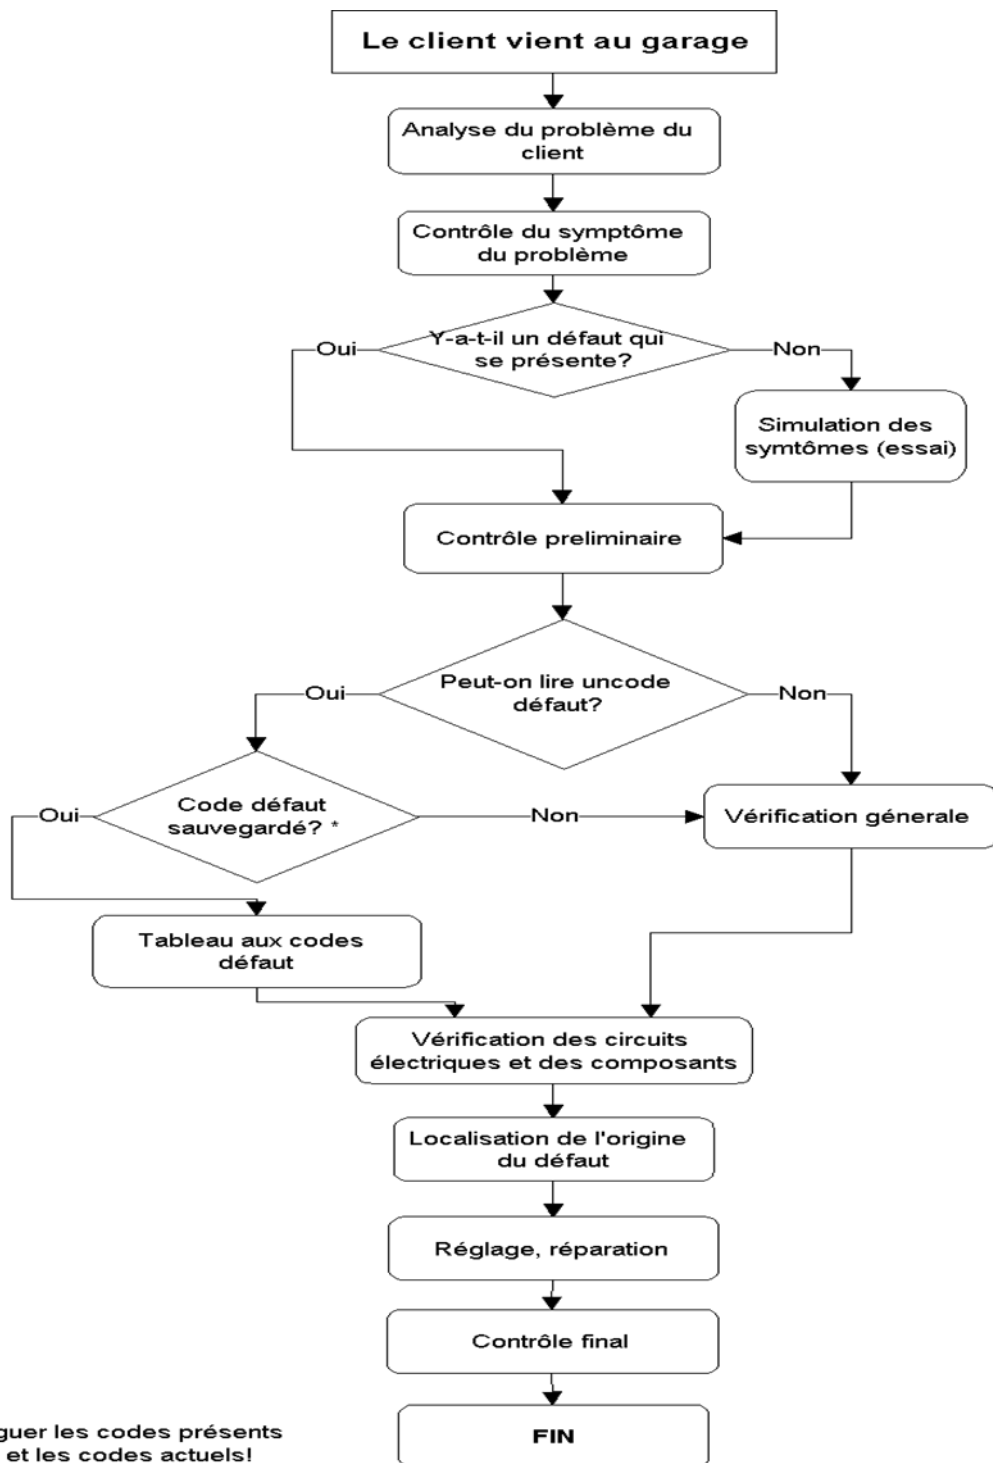 Le client vient au garage
Analyse du problème du
client
Contrôle du symptôme
du problème
Y-a-t-il un défaut qui
se présente?
Oui
Non
Simulation des
symtômes (essai)
Contrôle preliminaire
Peut-on lire uncode
défaut?
Oui
Non
Code défaut
sauvegardé? *
Oui
Non
Vérification génerale
Tableau aux codes
défaut
Vérification des circuits
électriques et des composants
Localisation de l'origine
du défaut
Réglage, réparation
Contrôle final
FIN
les codes présents
et les codes actuels!